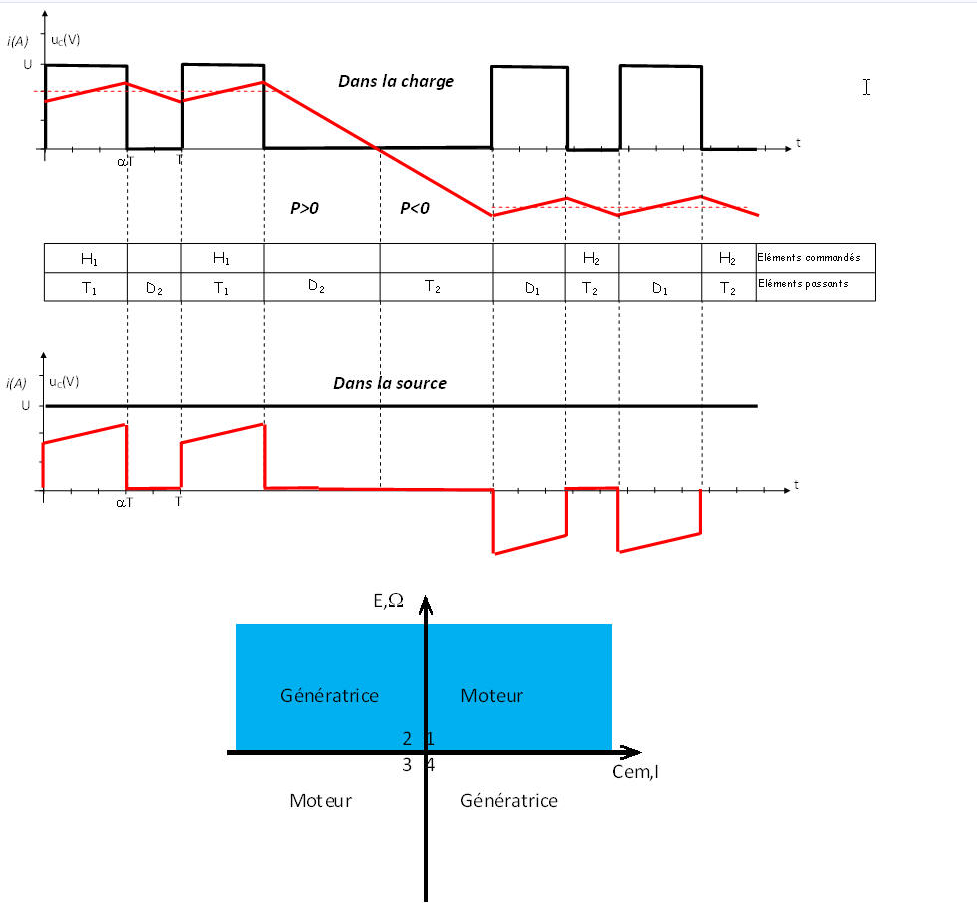 i(A) uC(V)
U
Dans la charge
t
αT T
P>0 P<0
H1 H1 H2 H2 Eléments commandés
T1 D2 T1 D2 T2 D1 T2 D1 T2 Eléments passants
i(A) uC(V)
Dans la source
U
t
αT T
E,Ω
Génératrice Moteur
2 1
3 4
Cem,I
Moteur Génératrice